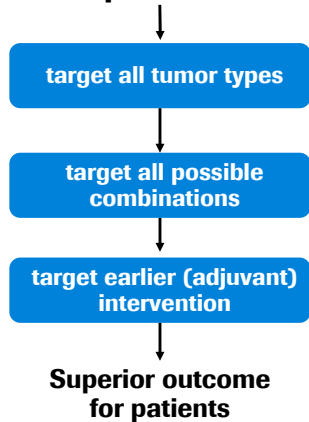 target all tumor types
target all possible
combinations
target earlier (adjuvant)
intervention
Superior outcome
for patients